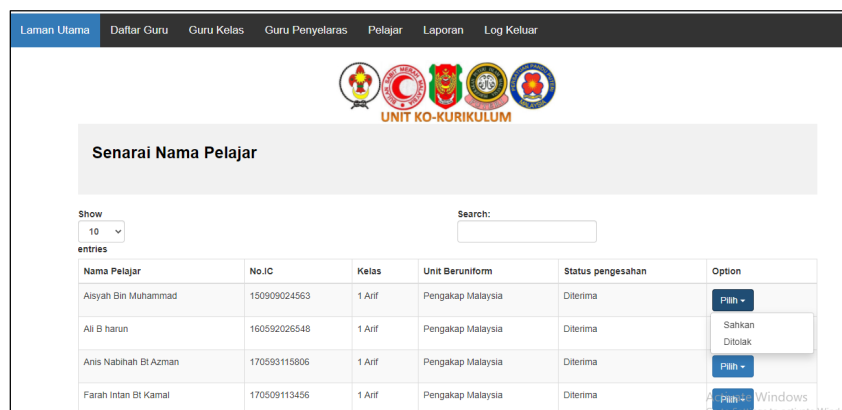 Laman Utama Daftar Guru Guru Kelas Guru Penyelaras Pelajar Laporan Log Keluar
UNIT KO-KURIKULUM
Senarai Nama Pelajar
Show Search:
10
entries
Nama Pelajar No.IC Kelas Unit Beruniform Status pengesahan Option
Aisyah Bin Muhammad 150909024563 1 Arif Pengakap Malaysia Diterima Pilih
Sahkan
Ali B harun 160592026548 1 Arif Pengakap Malaysia Diterima
Ditolak
Anis Nabihah Bt Azman 170593115806 1 Arif Pengakap Malaysia Diterima Pilih
Farah Intan Bt Kamal 170509113456 1 Arif Pengakap Malaysia Diterima Pilih
Activate Windows